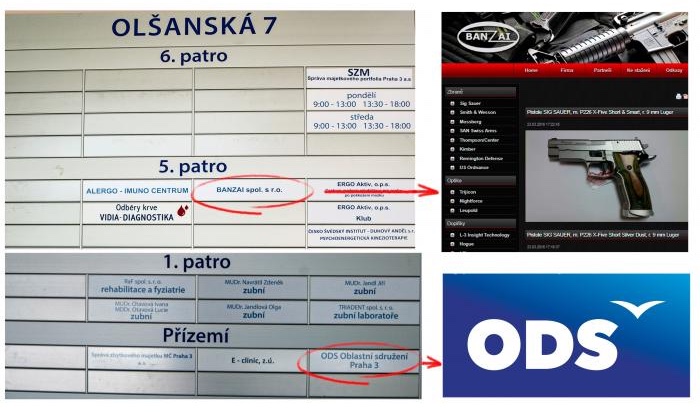 OLŠANSKÁ 7
6. patro
SZM
Správa majetkového portfolia Praha 3 a.s
pondělí
9:00 - 13:00 13:30 - 18:00
středa
9:00 - 13:00 13:30 - 18:00
5. patro
ALERGO - IMUNO CENTRUM
BANZAI spol. s r.o.
ERGO Aktiv, o.p.s.
Odběry krve
VIDIA-DIAGNOSTIKA
ERGO Aktiv, o.p.s.
Klub
ČESKO ŠVÉDSKÝ INSTITUT - DUHOVÝ ANDĚL s r.
PSYCHOENERGETICKÁ KINEZIOTERAPIE
1. patro
RaF spol. s r.o.
rehabilitace a fyziatrie
MUDr. Navrátil Zdeněk
zubní
MUDr. Jandl Jiří
zubní
MUDr. Otavová Ivana
MDDr. Otavová Lucie
zubní
MUDr. Jandlová Olga
zubní
TRIADENT spol. s r. o.
zubní laboratoře
Přízemí
Správa zbytkového majetku MČ Praha 3
a.s.
E - clinic, z.ú.
ODS Oblastní sdružení
Praha 3
BANZAI
Home Firma Partneři Ke stažení Odkazy
Zbraně
Sig Sauer
Smith & Wesson
Mossberg
SAN Swiss Arms
Thompson/Center
Kimber
Remington Defense
US Ordnance
Optika
Trijicon
Nightforce
Leupold
Doplňky
L-3 Insight Technology
Hogue
Pistole SIG SAUER, m. P226 X-Five Short & Smart, r. 9 mm Luger
Pistole SIG SAUER, m. P226 X-Five Short Silver Dust, r. 9 mm Luger
ODS